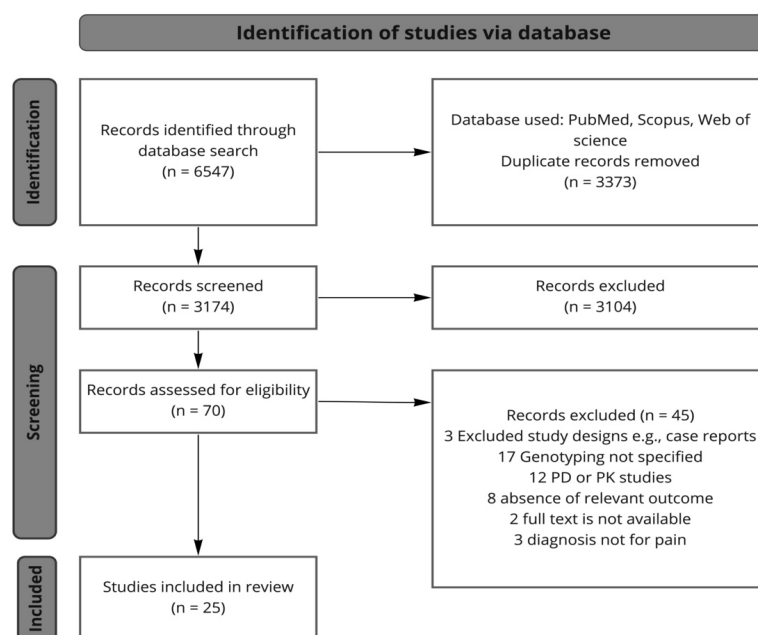 Identification of studies via database
Identification
Records identified through
database search
(n = 6547)
Database used: PubMed, Scopus, Web of
science
Duplicate records removed
(n = 3373)
Screening
Records screened
(n = 3174)
Records excluded
(n = 3104)
Records assessed for eligibility
(n = 70)
Records excluded (n = 45)
3 Excluded study designs e.g., case reports
17 Genotyping not specified
12 PD or PK studies
8 absence of relevant outcome
2 full text is not available
3 diagnosis not for pain
Included
Studies included in review
(n = 25)